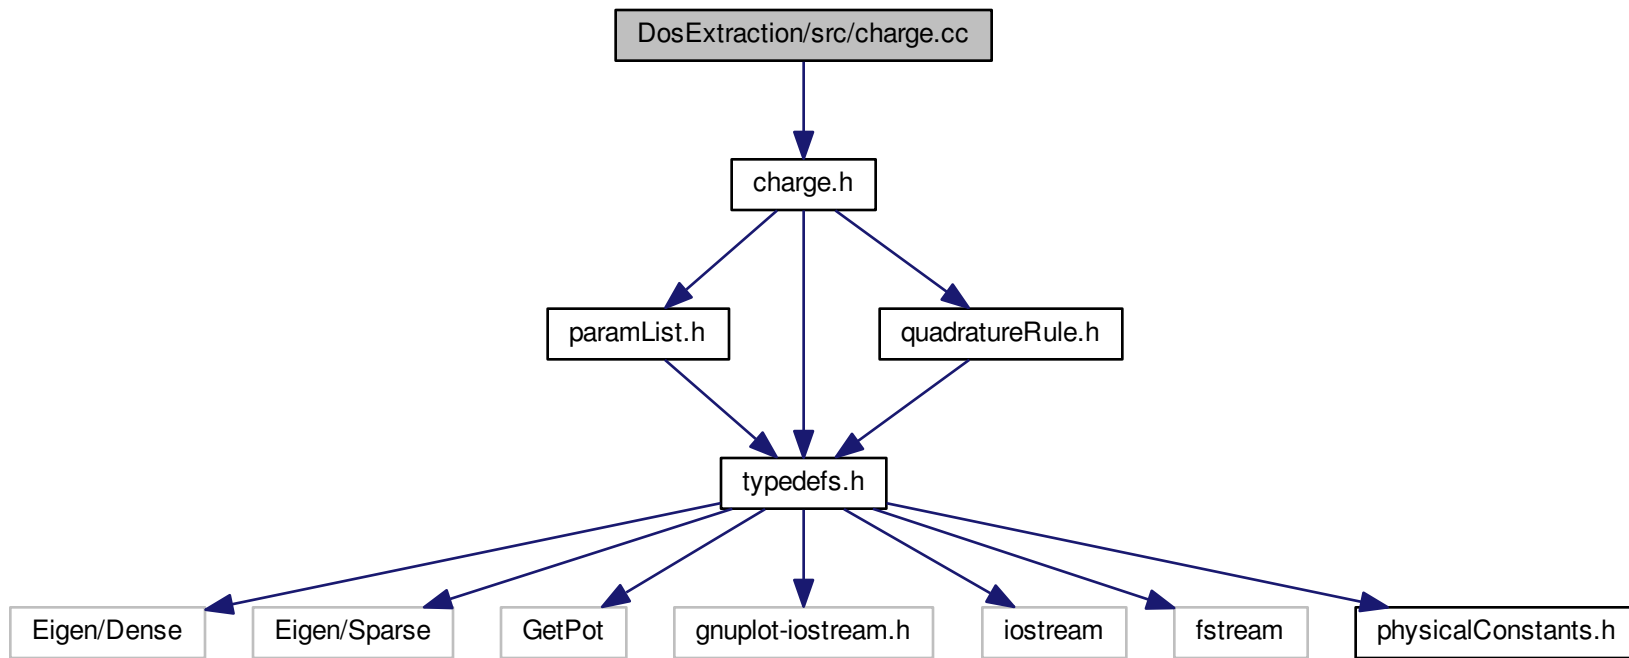 DosExtraction/src/charge.cc
charge.h
paramList.h
quadratureRule.h
typedefs.h
Eigen/Dense
Eigen/Sparse
GetPot
gnuplot-iostream.h
iostream
fstream
physicalConstants.h